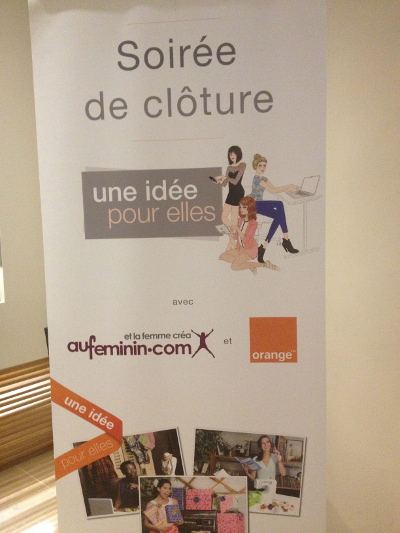 Soirée
de clôture
une idée
pour elles
avec
et la femme créa
aufeminin.com
et
orange™
une idée
pour elles